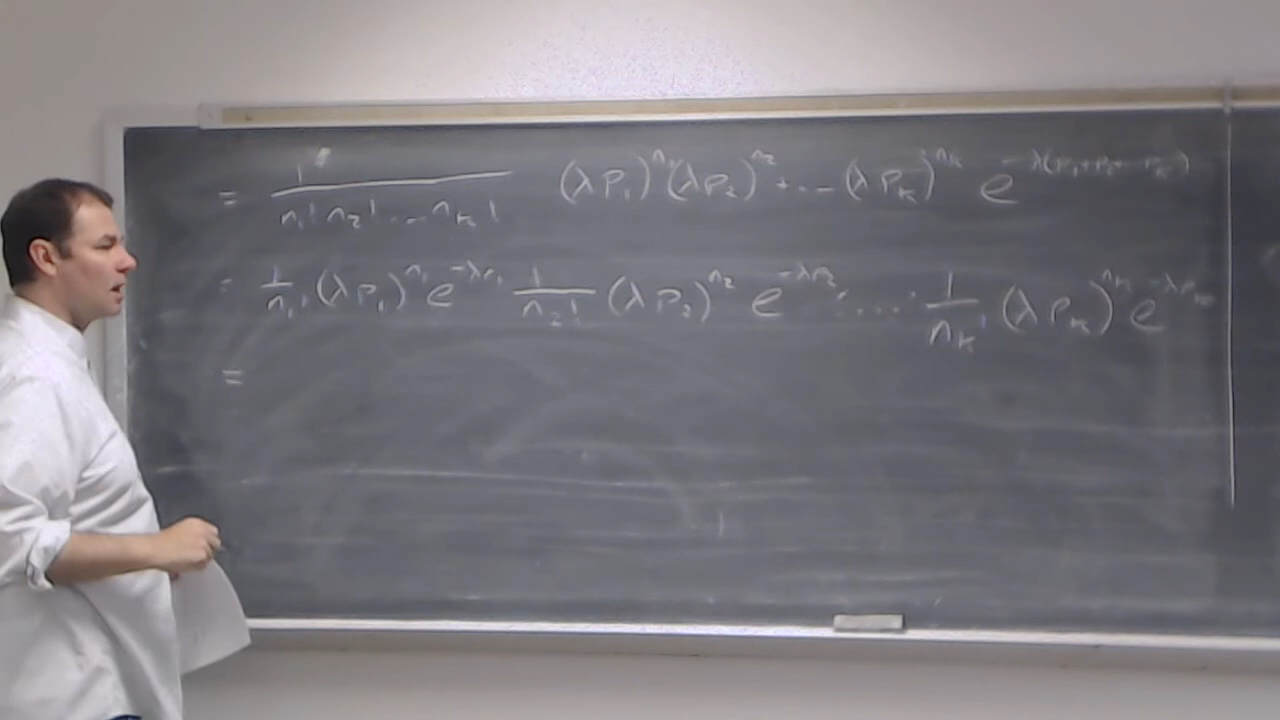 = 1 / n₁! n₂! ... n_k! (λp₁)^n₁ (λp₂)^n₂ + ... (λp_k)^n_k e^-λ(p₁+p₂+...p_k)
= 1/n₁! (λp₁)^n₁ e^-λp₁ 1/n₂! (λp₂)^n₂ e^-λp₂ ..... 1/n_k! (λp_k)^n_k e^-λp_k
=